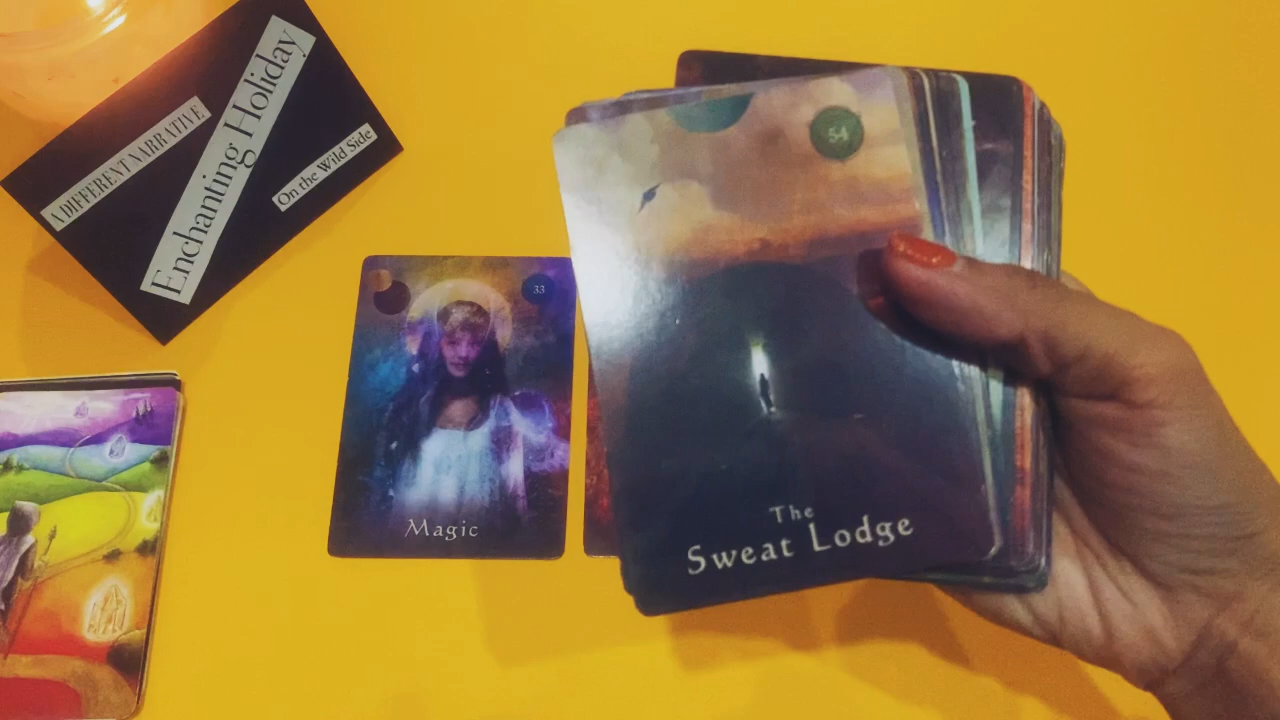 A DIFFERENT NARRATIVE
Enchanting Holiday
On the Wild Side
33
Magic
54
The
Sweat Lodge